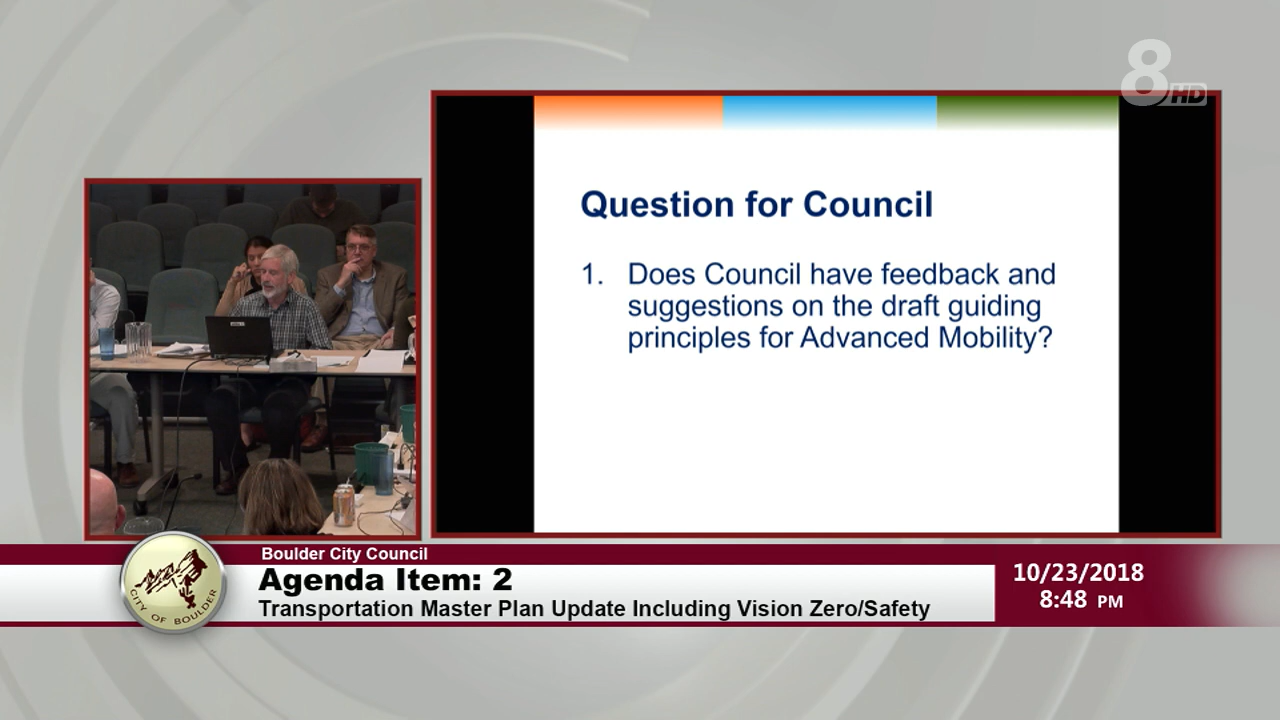 8
HD
Question for Council
1. Does Council have feedback and
suggestions on the draft guiding
principles for Advanced Mobility?
Boulder City Council
Agenda Item: 2
Transportation Master Plan Update Including Vision Zero/Safety
10/23/2018
8:48 PM
CITY OF BOULDER